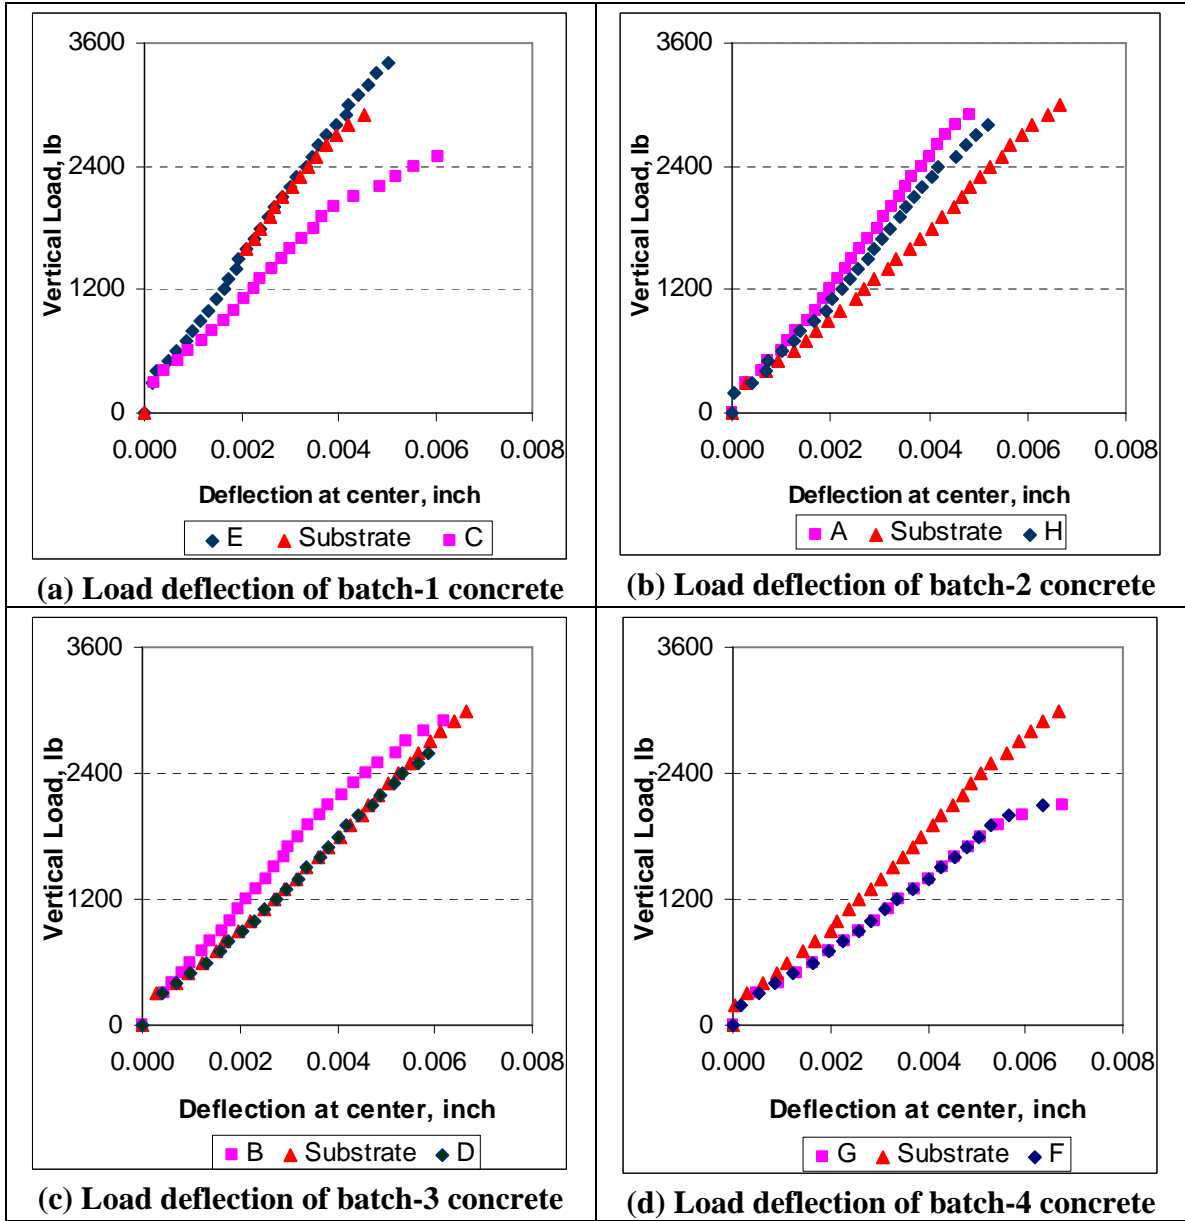 3600
2400
1200
0
Vertical Load, lb
0.000 0.002 0.004 0.006 0.008
Deflection at center, inch
E Substrate C
(a) Load deflection of batch-1 concrete
3600
2400
1200
0
Vertical Load, lb
0.000 0.002 0.004 0.006 0.008
Deflection at center, inch
A Substrate H
(b) Load deflection of batch-2 concrete
3600
2400
1200
0
Vertical Load, lb
0.000 0.002 0.004 0.006 0.008
Deflection at center, inch
B Substrate D
(c) Load deflection of batch-3 concrete
3600
2400
1200
0
Vertical Load, lb
0.000 0.002 0.004 0.006 0.008
Deflection at center, inch
G Substrate F
(d) Load deflection of batch-4 concrete